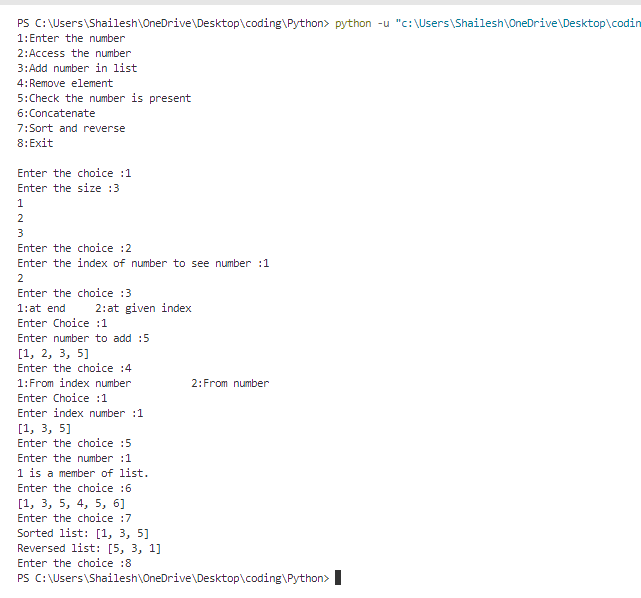 PS C:\Users\Shailesh\OneDrive\Desktop\coding\Python> python -u "c:\Users\Shailesh\OneDrive\Desktop\codin
1:Enter the number
2:Access the number
3:Add number in list
4:Remove element
5:Check the number is present
6:Concatenate
7:Sort and reverse
8:Exit
Enter the choice :1
Enter the size :3
1
2
3
Enter the choice :2
Enter the index of number to see number :1
2
Enter the choice :3
1:at end     2:at given index
Enter Choice :1
Enter number to add :5
[1, 2, 3, 5]
Enter the choice :4
1:From index number          2:From number
Enter Choice :1
Enter index number :1
[1, 3, 5]
Enter the choice :5
Enter the number :1
1 is a member of list.
Enter the choice :6
[1, 3, 5, 4, 5, 6]
Enter the choice :7
Sorted list: [1, 3, 5]
Reversed list: [5, 3, 1]
Enter the choice :8
PS C:\Users\Shailesh\OneDrive\Desktop\coding\Python>